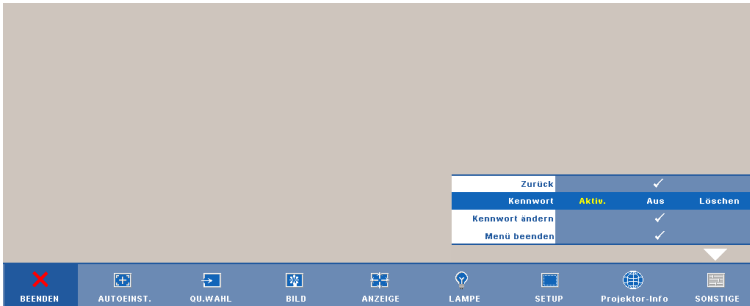 Zurück
Kennwort Aktiv. Aus Löschen
Kennwort ändern
Menü beenden
BEENDEN AUTOEINST. QU.WAHL BILD ANZEIGE LAMPE SETUP Projektor-Info SONSTIGE